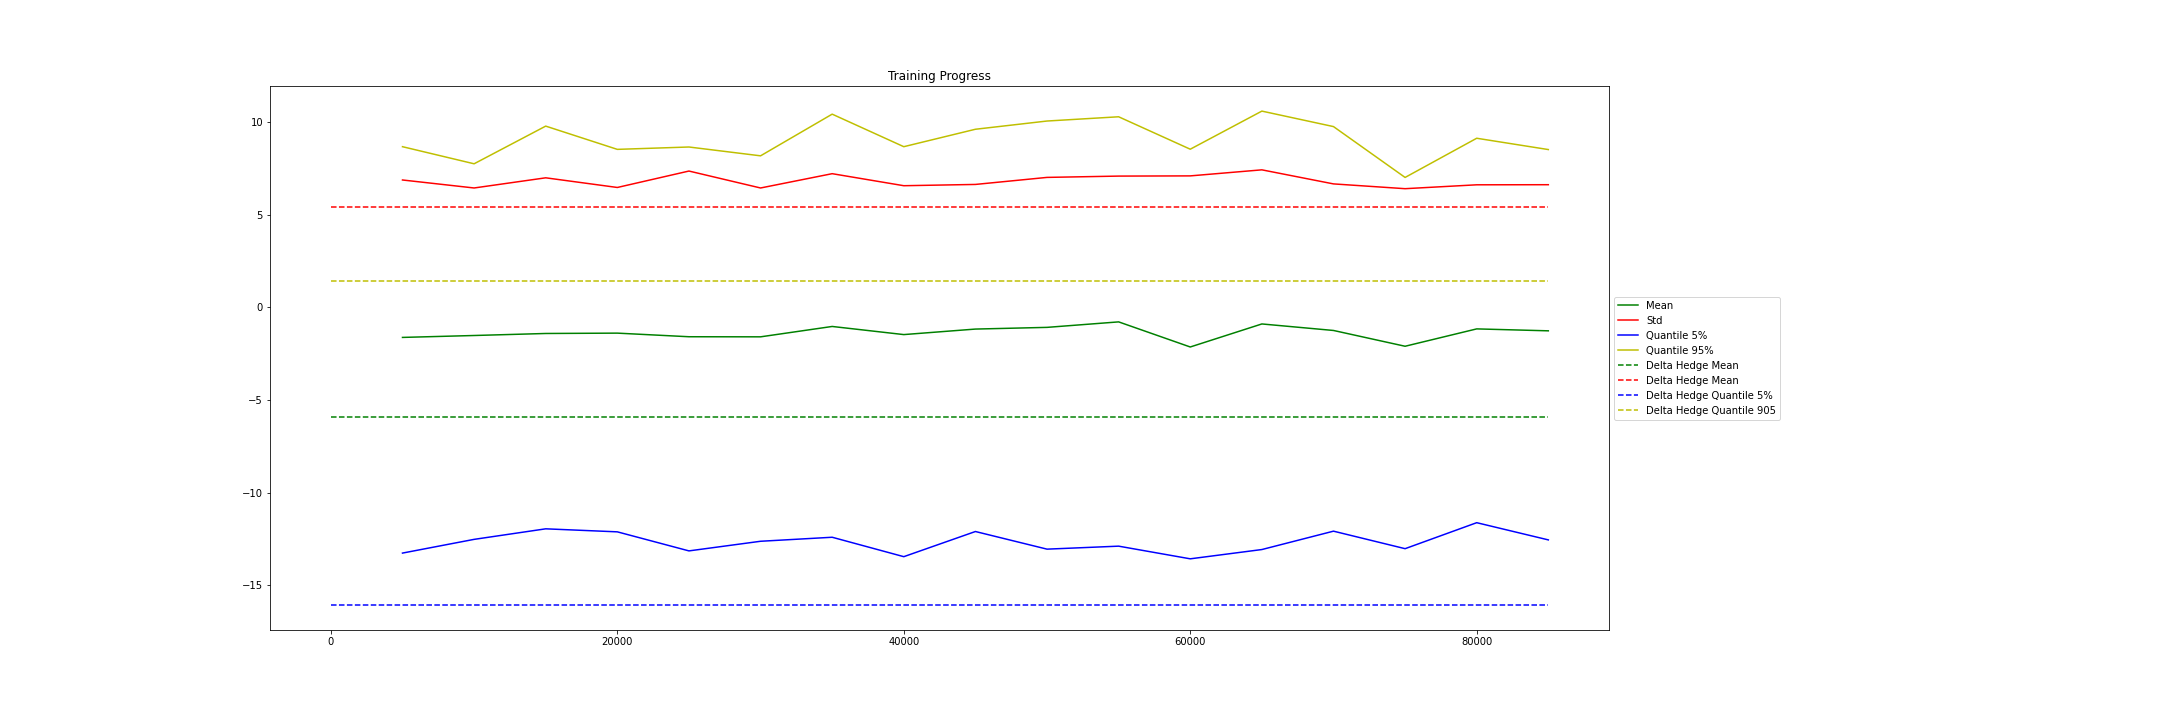 Training Progress
10
5
0
−5
−10
−15
0
20000
40000
60000
80000
Mean
Std
Quantile 5%
Quantile 95%
Delta Hedge Mean
Delta Hedge Mean
Delta Hedge Quantile 5%
Delta Hedge Quantile 905